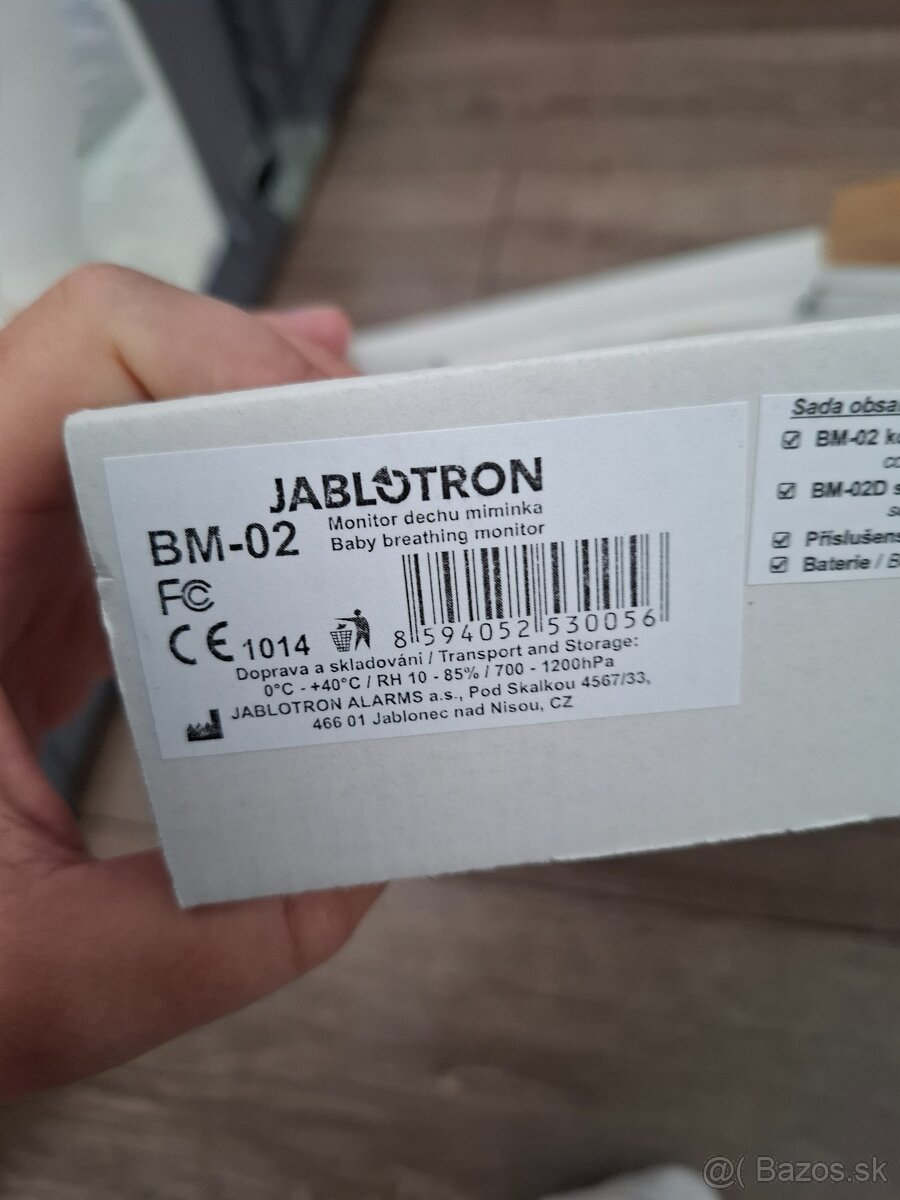 JABLOTRON
BM-02
Monitor dechu miminka
Baby breathing monitor
FC
CE 1014
8 594052 530056
Doprava a skladování / Transport and Storage:
0°C - +40°C / RH 10 - 85% / 700 - 1200hPa
JABLOTRON ALARMS a.s., Pod Skalkou 4567/33,
466 01 Jablonec nad Nisou, CZ
Sada obsa
BM-02 k
BM-02D s
Příslušens
Baterie / B
@( Bazos.sk